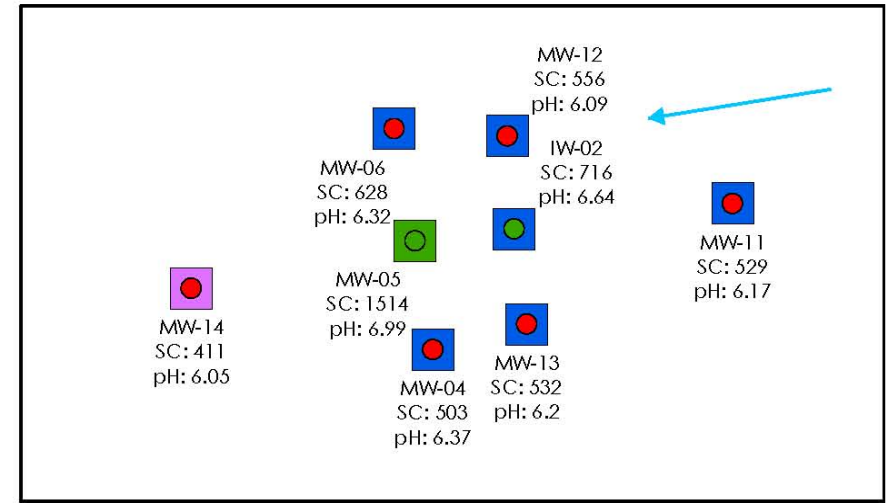 MW-12
SC: 556
pH: 6.09
IW-02
SC: 716
pH: 6.64
MW-06
SC: 628
pH: 6.32
MW-11
SC: 529
pH: 6.17
MW-05
SC: 1514
pH: 6.99
MW-14
SC: 411
pH: 6.05
MW-13
SC: 532
pH: 6.2
MW-04
SC: 503
pH: 6.37